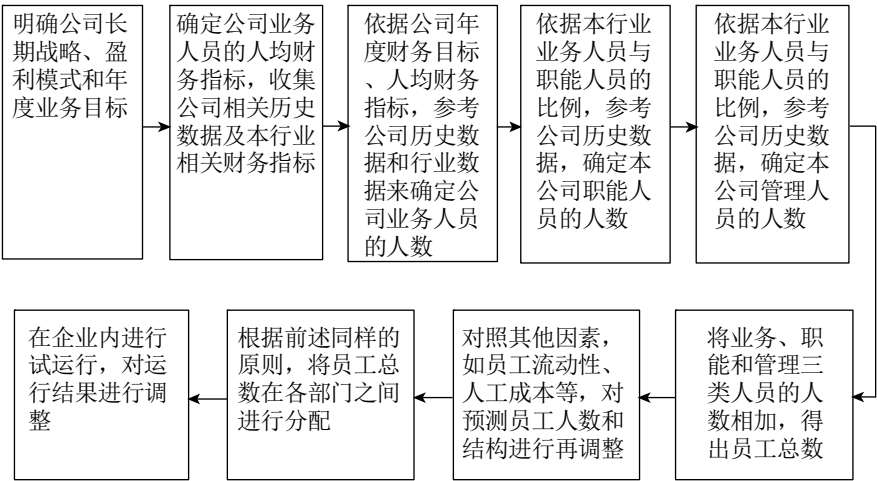 明确公司长
期战略、盈
利模式和年
度业务目标
确定公司业务
人员的人均财
务指标，收集
公司相关历史
数据及本行业
相关财务指标
依据公司年
度财务目标
、人均财务
指标，参考
公司历史数
据和行业数
据来确定公
司业务人员
的人数
依据本行业
业务人员与
职能人员的
比例，参考
公司历史数
据，确定本
公司职能人
员的人数
依据本行业
业务人员与
职能人员的
比例，参考
公司历史数
据，确定本
公司管理人
员的人数
将业务、职
能和管理三
类人员的人
数相加，得
出员工总数
对照其他因素，
如员工流动性、
人工成本等，对
预测员工人数和
结构进行再调整
根据前述同样的
原则，将员工总
数在各部门之间
进行分配
在企业内进行
试运行，对运
行结果进行调
整